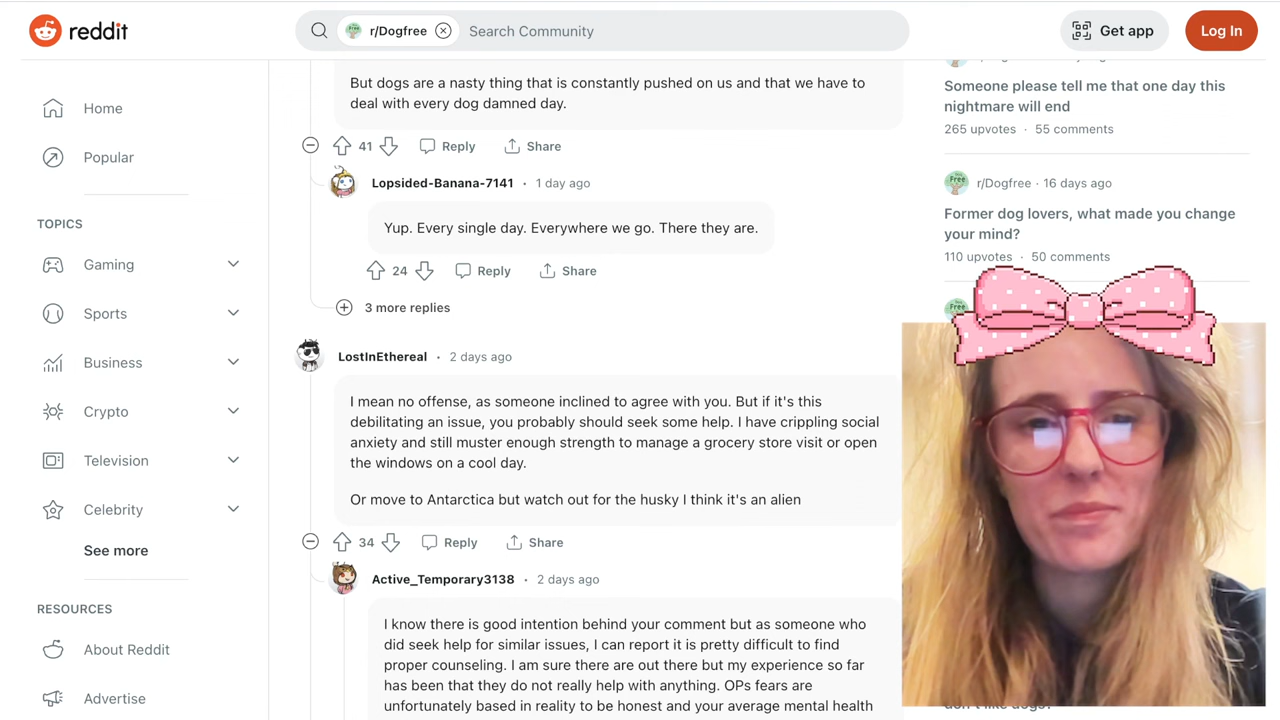 reddit
r/Dogfree
Search Community
Get app
Log In
Home
Popular
TOPICS
Gaming
Sports
Business
Crypto
Television
Celebrity
See more
RESOURCES
About Reddit
Advertise
But dogs are a nasty thing that is constantly pushed on us and that we have to
deal with every dog damned day.
41 Reply Share
Lopsided-Banana-7141 • 1 day ago
Yup. Every single day. Everywhere we go. There they are.
24 Reply Share
3 more replies
LostInEthereal • 2 days ago
I mean no offense, as someone inclined to agree with you. But if it's this
debilitating an issue, you probably should seek some help. I have crippling social
anxiety and still muster enough strength to manage a grocery store visit or open
the windows on a cool day.
Or move to Antarctica but watch out for the husky I think it's an alien
34 Reply Share
Active_Temporary3138 • 2 days ago
I know there is good intention behind your comment but as someone who
did seek help for similar issues, I can report it is pretty difficult to find
proper counseling. I am sure there are out there but my experience so far
has been that they do not really help with anything. OPs fears are
unfortunately based in reality to be honest and your average mental health
Someone please tell me that one day this
nightmare will end
265 upvotes · 55 comments
Free
r/Dogfree · 16 days ago
Former dog lovers, what made you change
your mind?
110 upvotes · 50 comments